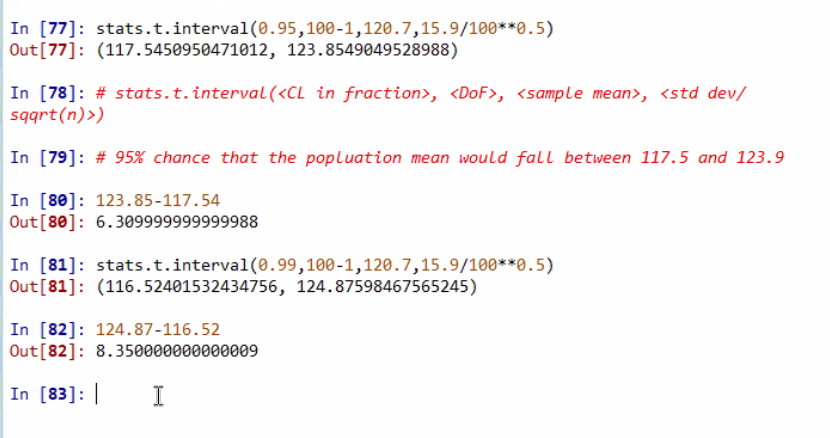 In [77]: stats.t.interval(0.95,100-1,120.7,15.9/100**0.5)
Out[77]: (117.5450950471012, 123.8549049528988)
In [78]: # stats.t.interval(<CL in fraction>, <DoF>, <sample mean>, <std dev/
sqqrt(n)>)
In [79]: # 95% chance that the popluation mean would fall between 117.5 and 123.9
In [80]: 123.85-117.54
Out[80]: 6.309999999999988
In [81]: stats.t.interval(0.99,100-1,120.7,15.9/100**0.5)
Out[81]: (116.52401532434756, 124.87598467565245)
In [82]: 124.87-116.52
Out[82]: 8.350000000000009
In [83]: